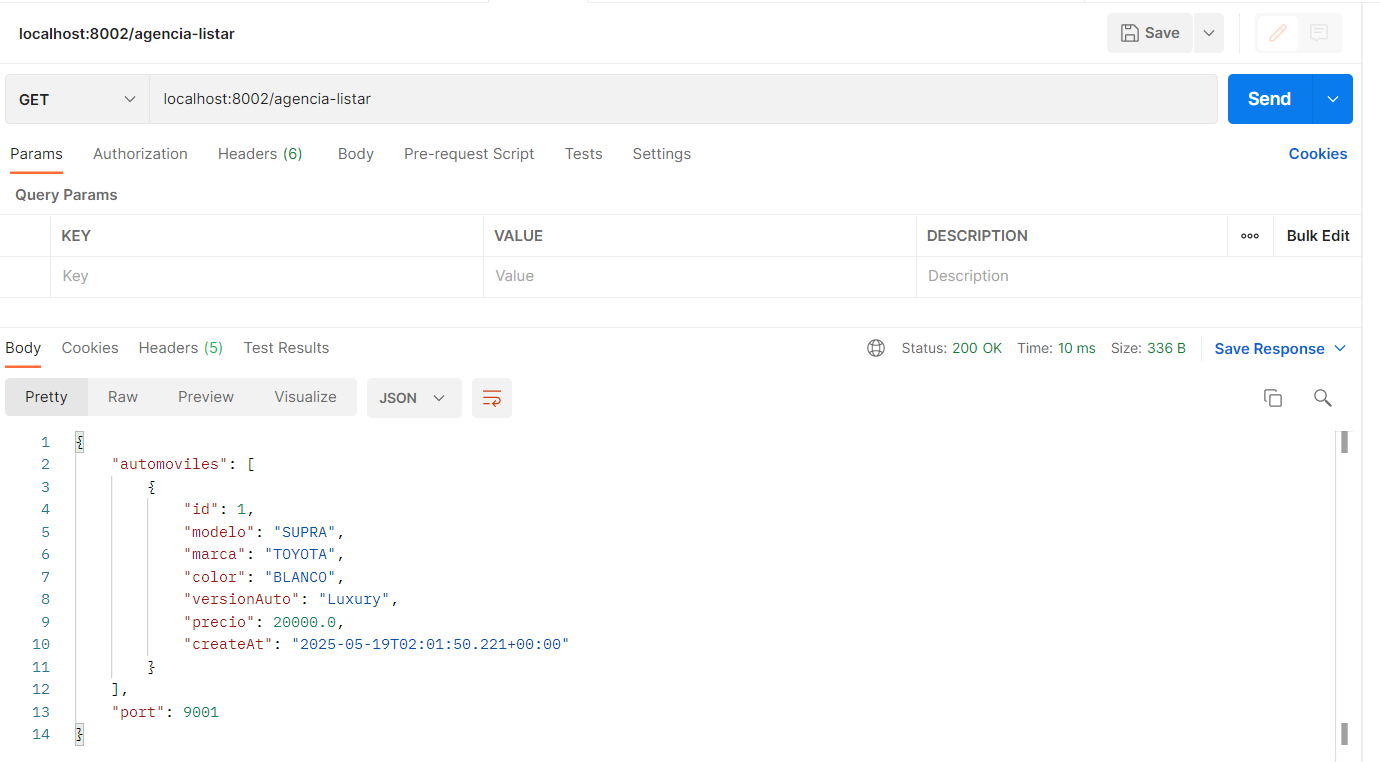 localhost:8002/agencia-listar
Save
GET
localhost:8002/agencia-listar
Send
Params Authorization Headers (6) Body Pre-request Script Tests Settings Cookies
Query Params
KEY VALUE DESCRIPTION ooo Bulk Edit
Key Value Description
Body Cookies Headers (5) Test Results Status: 200 OK Time: 10 ms Size: 336 B Save Response
Pretty Raw Preview Visualize JSON
1 {
2 "automoviles": [
3 {
4 "id": 1,
5 "modelo": "SUPRA",
6 "marca": "TOYOTA",
7 "color": "BLANCO",
8 "versionAuto": "Luxury",
9 "precio": 20000.0,
10 "createAt": "2025-05-19T02:01:50.221+00:00"
11 }
12 ],
13 "port": 9001
14 }